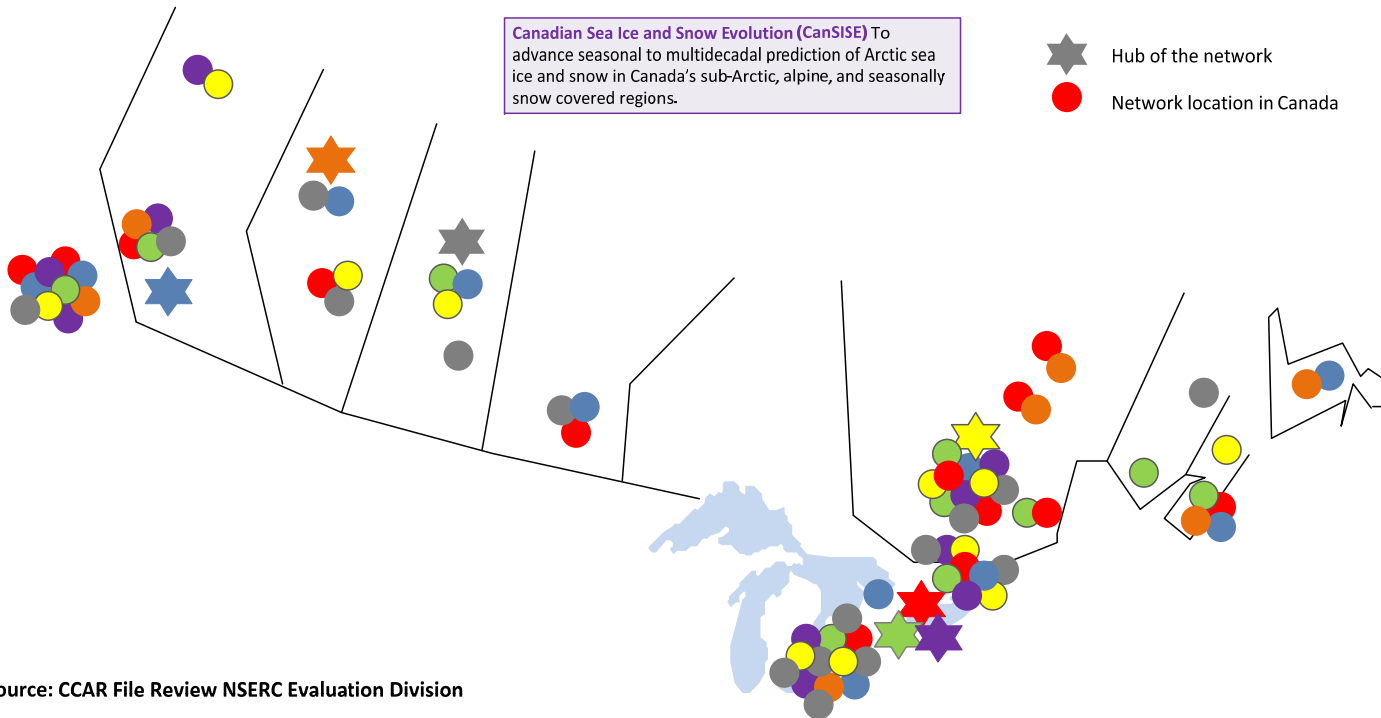 Canadian Sea Ice and Snow Evolution (CanSISE) To
advance seasonal to multidecadal prediction of Arctic sea
ice and snow in Canada's sub-Arctic, alpine, and seasonally
snow covered regions.
Hub of the network
Network location in Canada
ource: CCAR File Review NSERC Evaluation Division